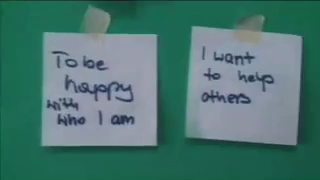 To be
happy
with
who I am
I want
to help
others